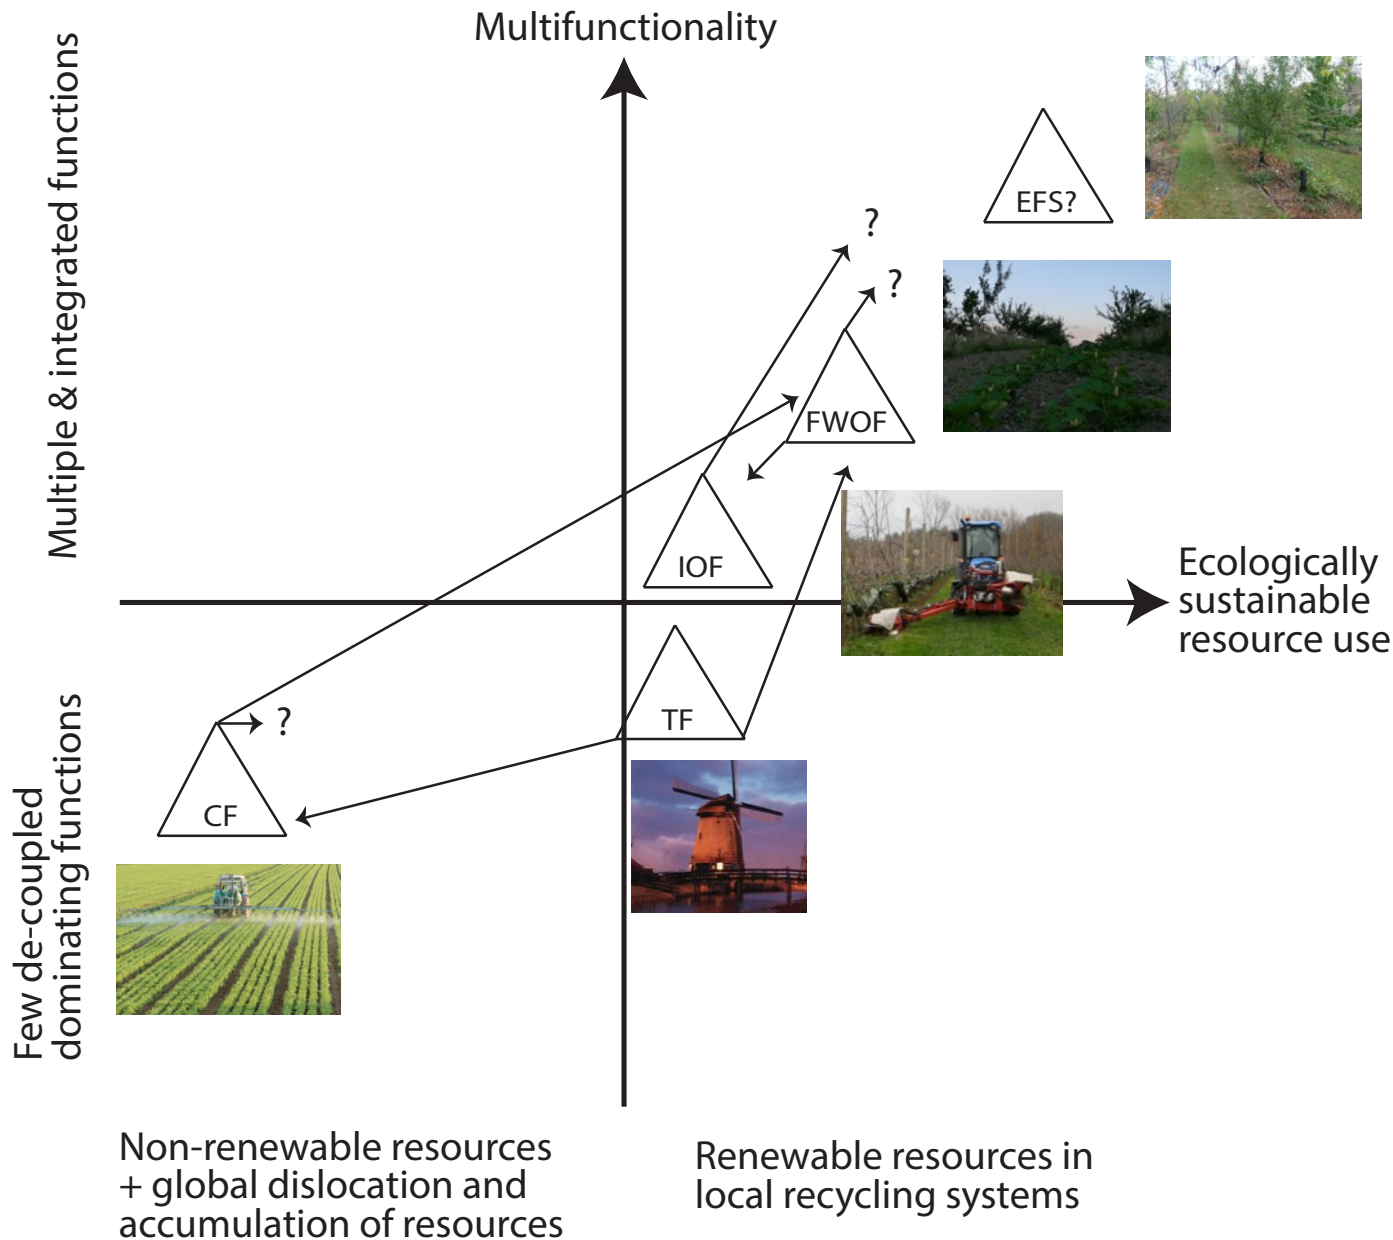 Multifunctionality
Multiple & integrated functions
EFS?
?
?
FWOF
IOF
Ecologically
sustainable
resource use
TF
?
CF
Few de-coupled
dominating functions
Non-renewable resources
+ global dislocation and
accumulation of resources
Renewable resources in
local recycling systems